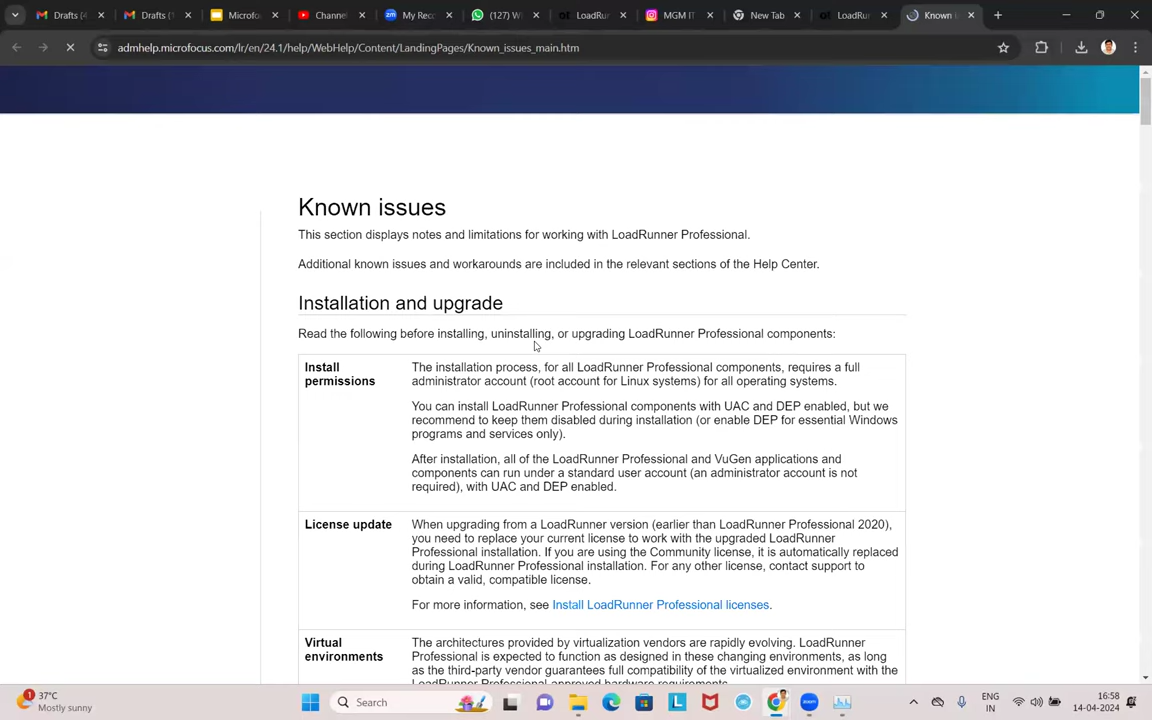 Drafts (4
Drafts (1
Microfo
Channel
My Reco
(127) W
LoadRun
MGM IT
New Tab
LoadRun
Known i
admhelp.microfocus.com/lr/en/24.1/help/WebHelp/Content/LandingPages/Known_issues_main.htm
Known issues
This section displays notes and limitations for working with LoadRunner Professional.
Additional known issues and workarounds are included in the relevant sections of the Help Center.
Installation and upgrade
Read the following before installing, uninstalling, or upgrading LoadRunner Professional components:
Install
permissions
The installation process, for all LoadRunner Professional components, requires a full
administrator account (root account for Linux systems) for all operating systems.
You can install LoadRunner Professional components with UAC and DEP enabled, but we
recommend to keep them disabled during installation (or enable DEP for essential Windows
programs and services only).
After installation, all of the LoadRunner Professional and VuGen applications and
components can run under a standard user account (an administrator account is not
required), with UAC and DEP enabled.
License update
When upgrading from a LoadRunner version (earlier than LoadRunner Professional 2020),
you need to replace your current license to work with the upgraded LoadRunner
Professional installation. If you are using the Community license, it is automatically replaced
during LoadRunner Professional installation. For any other license, contact support to
obtain a valid, compatible license.
For more information, see Install LoadRunner Professional licenses.
Virtual
environments
The architectures provided by virtualization vendors are rapidly evolving. LoadRunner
Professional is expected to function as designed in these changing environments, as long
as the third-party vendor guarantees full compatibility of the virtualized environment with the
LoadRunner Professional approved hardware requirements.
1
37°C
Mostly sunny
Search
ENG
IN
16:58
14-04-2024